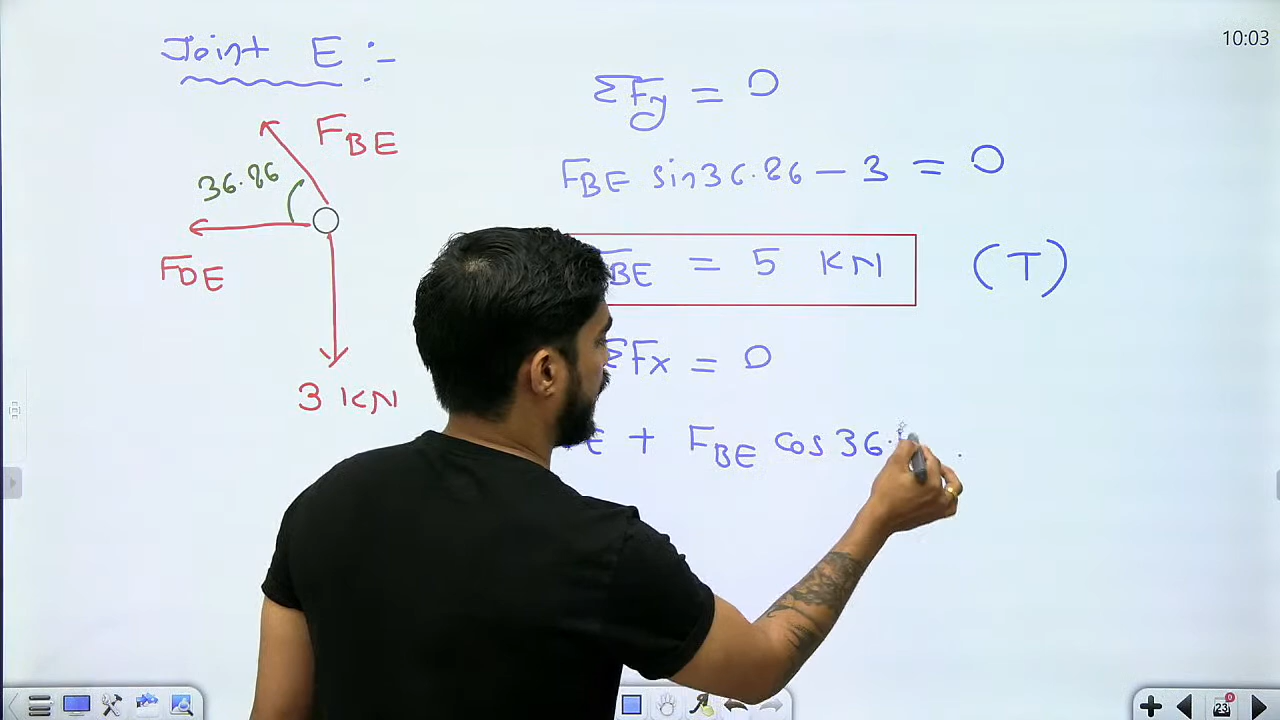 10:03
Joint E :-
ΣFy = 0
FBE
36.86
FBE sin36.86 - 3 = 0
FDE
BE = 5 KN (T)
ΣFx = 0
3 KN
E + FBE cos 36.
23